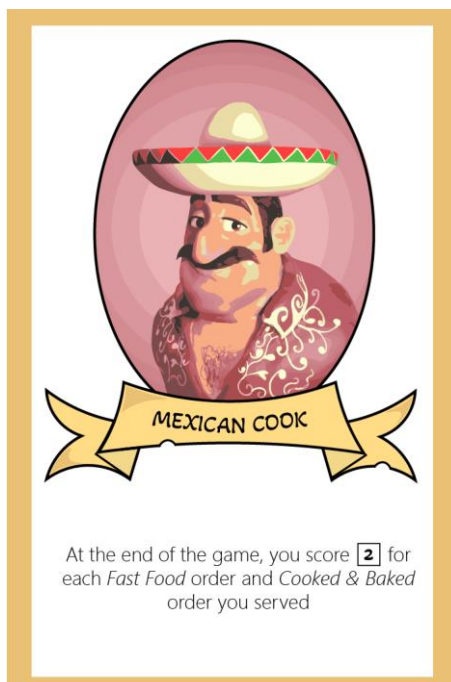 MEXICAN COOK
At the end of the game, you score 2 for
each Fast Food order and Cooked & Baked
order you served